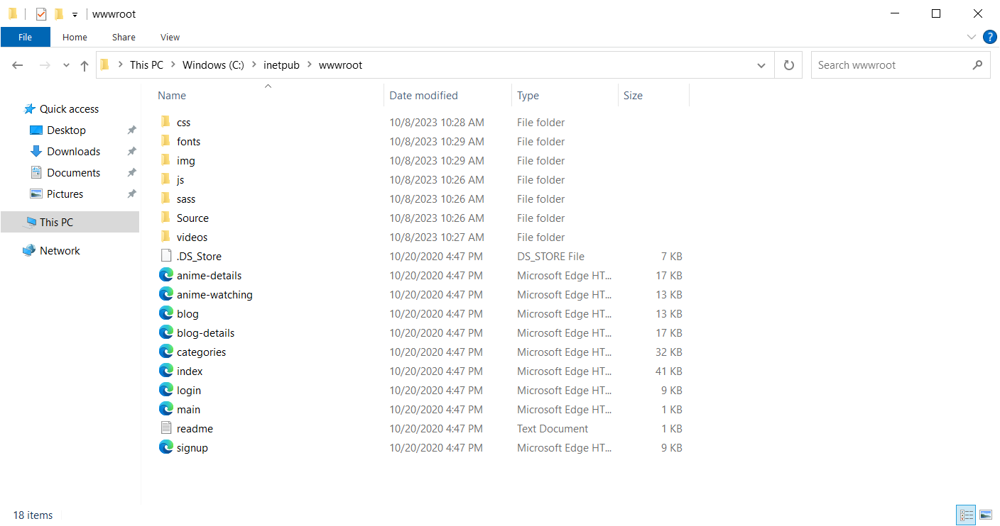 wwwroot
File Home Share View
This PC Windows (C:) inetpub wwwroot
Search wwwroot
Quick access
Desktop
Downloads
Documents
Pictures
This PC
Network
Name Date modified Type Size
css 10/8/2023 10:28 AM File folder
fonts 10/8/2023 10:29 AM File folder
img 10/8/2023 10:29 AM File folder
js 10/8/2023 10:26 AM File folder
sass 10/8/2023 10:26 AM File folder
Source 10/8/2023 10:26 AM File folder
videos 10/8/2023 10:27 AM File folder
.DS_Store 10/20/2020 4:47 PM DS_STORE File 7 KB
anime-details 10/20/2020 4:47 PM Microsoft Edge HT... 17 KB
anime-watching 10/20/2020 4:47 PM Microsoft Edge HT... 13 KB
blog 10/20/2020 4:47 PM Microsoft Edge HT... 13 KB
blog-details 10/20/2020 4:47 PM Microsoft Edge HT... 17 KB
categories 10/20/2020 4:47 PM Microsoft Edge HT... 32 KB
index 10/20/2020 4:47 PM Microsoft Edge HT... 41 KB
login 10/20/2020 4:47 PM Microsoft Edge HT... 9 KB
main 10/20/2020 4:47 PM Microsoft Edge HT... 1 KB
readme 10/20/2020 4:47 PM Text Document 1 KB
signup 10/20/2020 4:47 PM Microsoft Edge HT... 9 KB
18 items